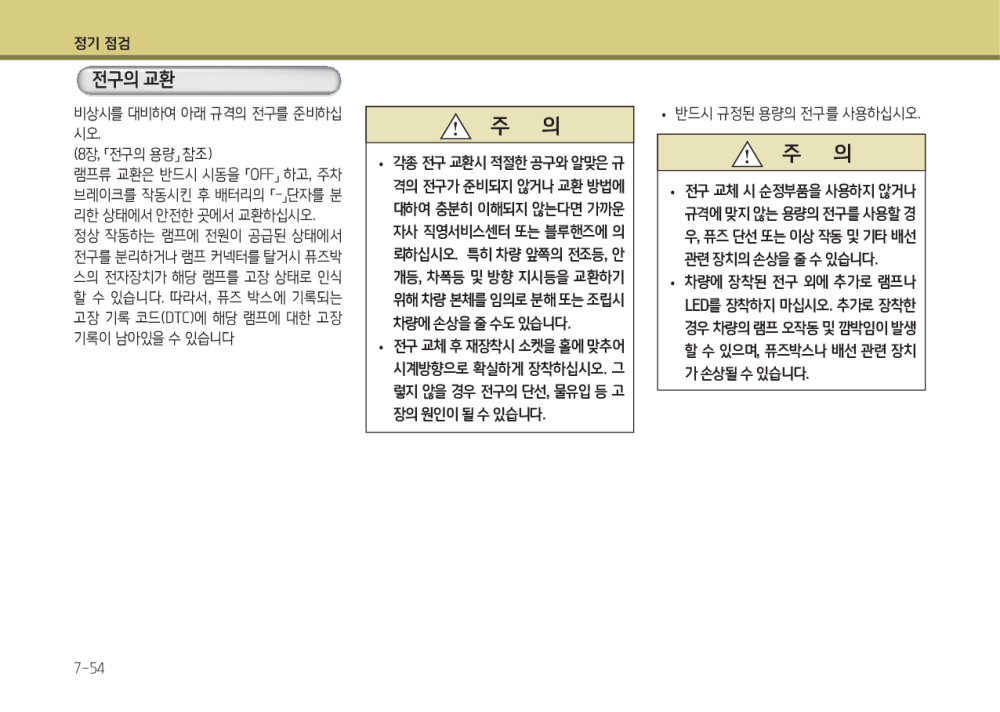 정기 점검
전구의 교환
비상시를 대비하여 아래 규격의 전구를 준비하십
시오.
(8장, ｢전구의 용량｣ 참조)
램프류 교환은 반드시 시동을 ｢OFF｣ 하고, 주차
브레이크를 작동시킨 후 배터리의 ｢-｣단자를 분
리한 상태에서 안전한 곳에서 교환하십시오.
정상 작동하는 램프에 전원이 공급된 상태에서
전구를 분리하거나 램프 커넥터를 탈거시 퓨즈박
스의 전자장치가 해당 램프를 고장 상태로 인식
할 수 있습니다. 따라서, 퓨즈 박스에 기록되는
고장 기록 코드(DTC)에 해당 램프에 대한 고장
기록이 남아있을 수 있습니다
주 의
• 각종 전구 교환시 적절한 공구와 알맞은 규
격의 전구가 준비되지 않거나 교환 방법에
대하여 충분히 이해되지 않는다면 가까운
자사 직영서비스센터 또는 블루핸즈에 의
뢰하십시오. 특히 차량 앞쪽의 전조등, 안
개등, 차폭등 및 방향 지시등을 교환하기
위해 차량 본체를 임의로 분해 또는 조립시
차량에 손상을 줄 수도 있습니다.
• 전구 교체 후 재장착시 소켓을 홀에 맞추어
시계방향으로 확실하게 장착하십시오. 그
렇지 않을 경우 전구의 단선, 물유입 등 고
장의 원인이 될 수 있습니다.
• 반드시 규정된 용량의 전구를 사용하십시오.
주 의
• 전구 교체 시 순정부품을 사용하지 않거나
규격에 맞지 않는 용량의 전구를 사용할 경
우, 퓨즈 단선 또는 이상 작동 및 기타 배선
관련 장치의 손상을 줄 수 있습니다.
• 차량에 장착된 전구 외에 추가로 램프나
LED를 장착하지 마십시오. 추가로 장착한
경우 차량의 램프 오작동 및 깜박임이 발생
할 수 있으며, 퓨즈박스나 배선 관련 장치
가 손상될 수 있습니다.
7-54